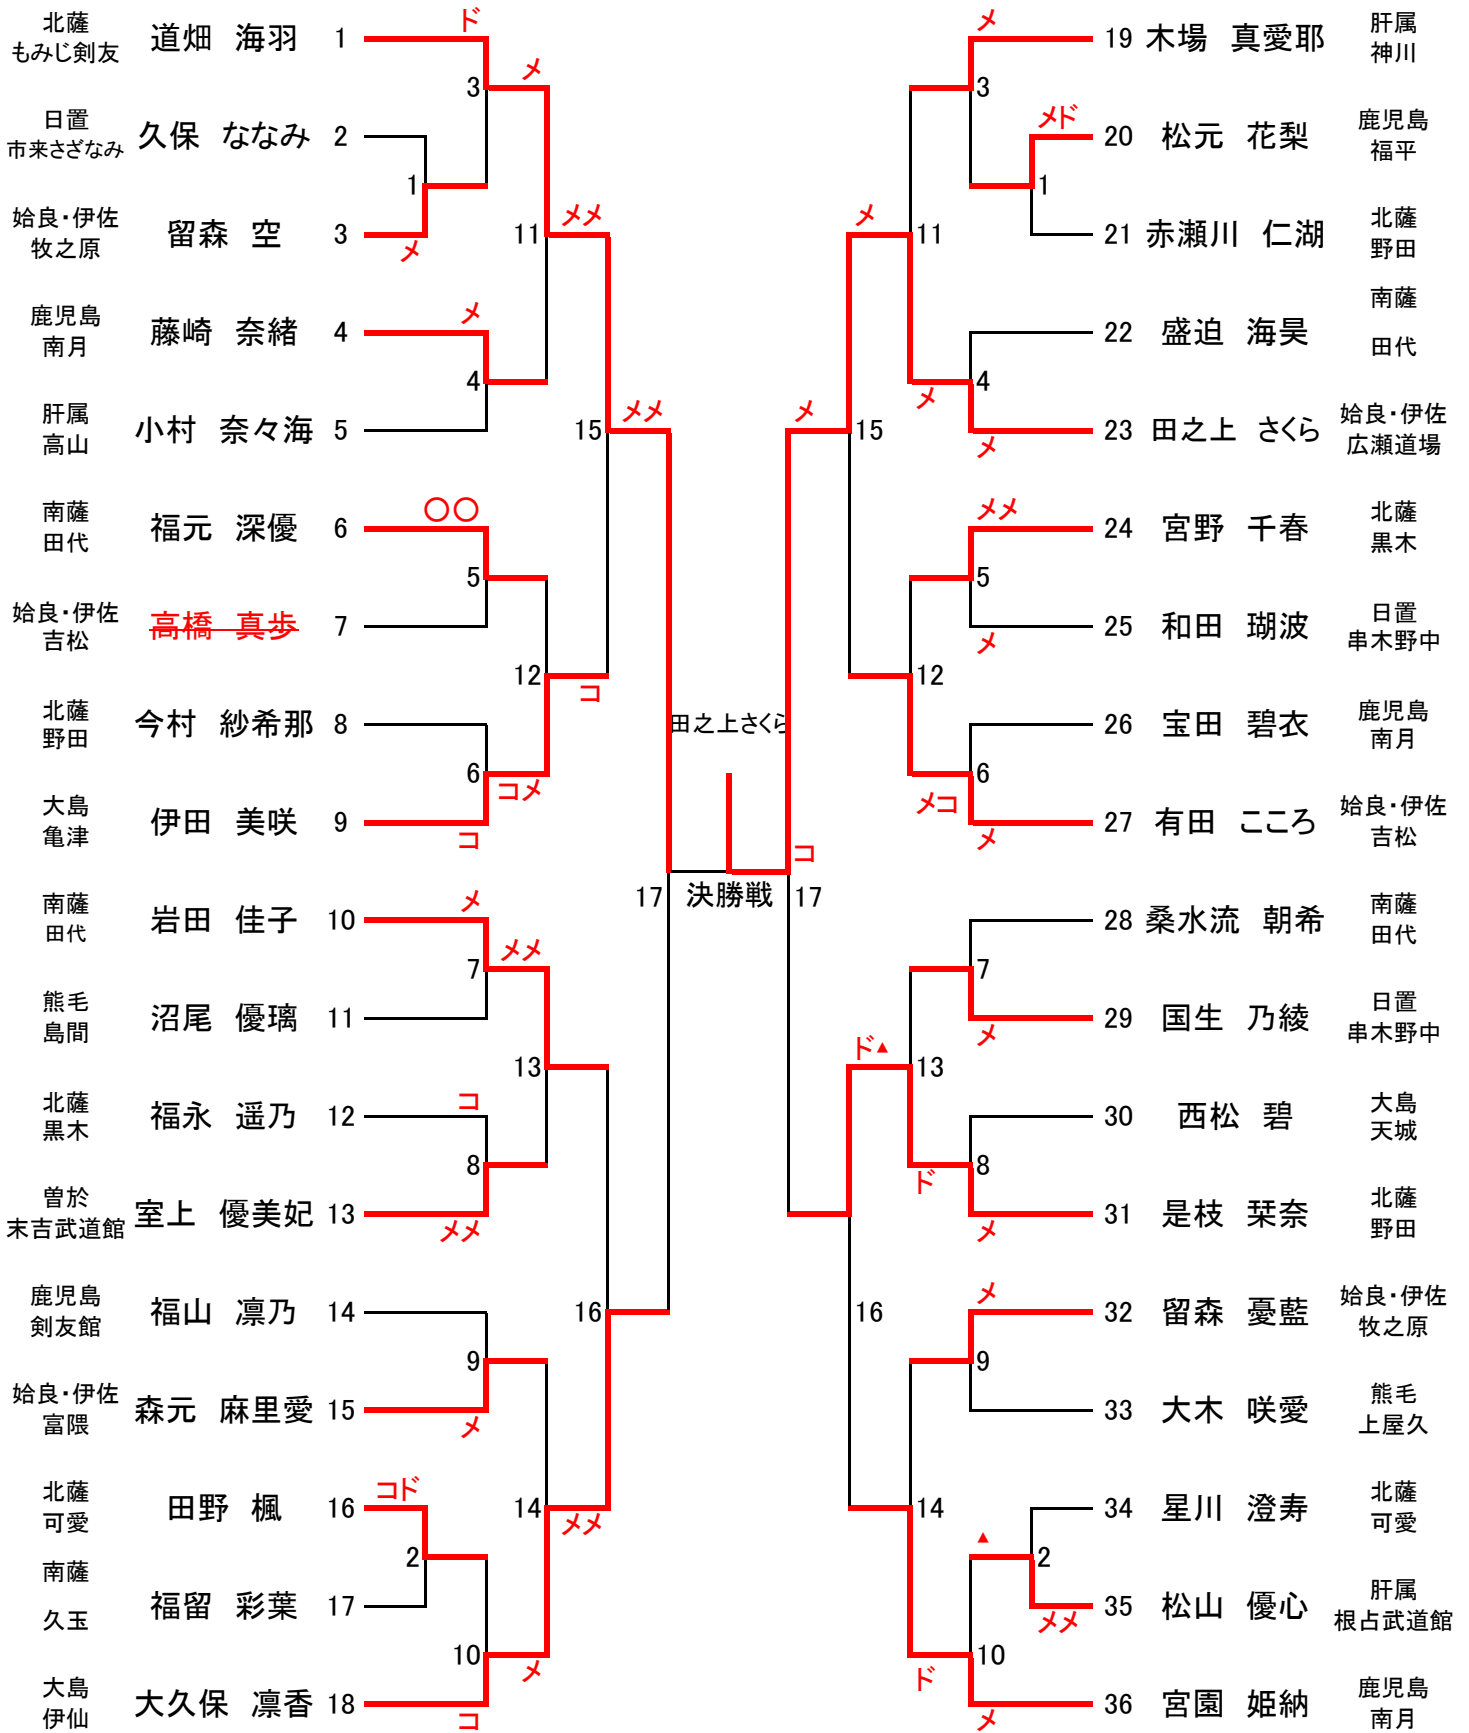 北薩
もみじ剣友
道畑 海羽 1
ド
日置
市来さざなみ
久保 ななみ 2
3
メ
1
姶良・伊佐
牧之原
留森 空 3
メ
11
メメ
鹿児島
南月
藤崎 奈緒 4
メ
4
肝属
高山
小村 奈々海 5
15
メメ
南薩
田代
福元 深優 6
〇〇
5
姶良・伊佐
吉松
高橋 真歩 7
12
コ
北薩
野田
今村 紗希那 8
6
コメ
大島
亀津
伊田 美咲 9
コ
17
南薩
田代
岩田 佳子 10
メ
7
メメ
熊毛
島間
沼尾 優璃 11
13
北薩
黒木
福永 遥乃 12
コ
8
曽於
末吉武道館
室上 優美妃 13
メメ
16
鹿児島
剣友館
福山 凛乃 14
9
姶良・伊佐
富隈
森元 麻里愛 15
メ
14
メメ
北薩
可愛
田野 楓 16
コド
2
南薩
久玉
福留 彩葉 17
10
メ
大島
伊仙
大久保 凛香 18
コ
田之上さくら
決勝戦
コ
17
メ
19 木場 真愛耶
肝属
神川
3
メド
20 松元 花梨
鹿児島
福平
1
21 赤瀬川 仁湖
北薩
野田
メ
11
22 盛迫 海昊
南薩
田代
4
メ
23 田之上 さくら
姶良・伊佐
広瀬道場
メ
メ
15
メメ
24 宮野 千春
北薩
黒木
5
25 和田 瑚波
日置
串木野中
メ
12
26 宝田 碧衣
鹿児島
南月
6
メコ
27 有田 こころ
姶良・伊佐
吉松
メ
28 桑水流 朝希
南薩
田代
7
29 国生 乃綾
日置
串木野中
メ
ド▲
13
30 西松 碧
大島
天城
8
ド
31 是枝 栞奈
北薩
野田
メ
16
メ
32 留森 憂藍
姶良・伊佐
牧之原
9
33 大木 咲愛
熊毛
上屋久
14
34 星川 澄寿
北薩
可愛
▲
2
35 松山 優心
肝属
根占武道館
メメ
10
ド
36 宮園 姫納
鹿児島
南月
メ